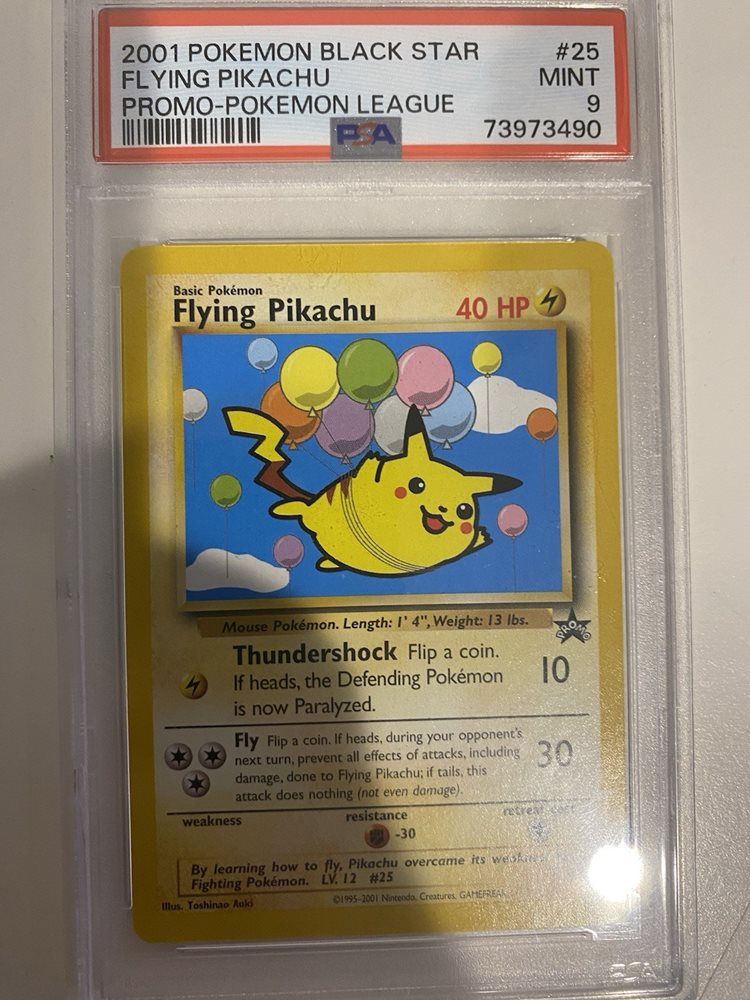 2001 POKEMON BLACK STAR #25
FLYING PIKACHU MINT
PROMO-POKEMON LEAGUE 9
PSA 73973490
Basic Pokémon
Flying Pikachu 40 HP
Mouse Pokémon. Length: 1' 4", Weight: 13 lbs.
PROMO
Thundershock Flip a coin.
If heads, the Defending Pokémon 10
is now Paralyzed.
Fly Flip a coin. If heads, during your opponent's
next turn, prevent all effects of attacks, including 30
damage, done to Flying Pikachu; if tails, this
attack does nothing (not even damage).
weakness resistance retreat cost
-30
By learning how to fly, Pikachu overcame its
Fighting Pokémon. LV. 12 #25
Illus. Toshinao Aoki ©1995-2001 Nintendo, Creatures, GAMEFREAK.
PSA